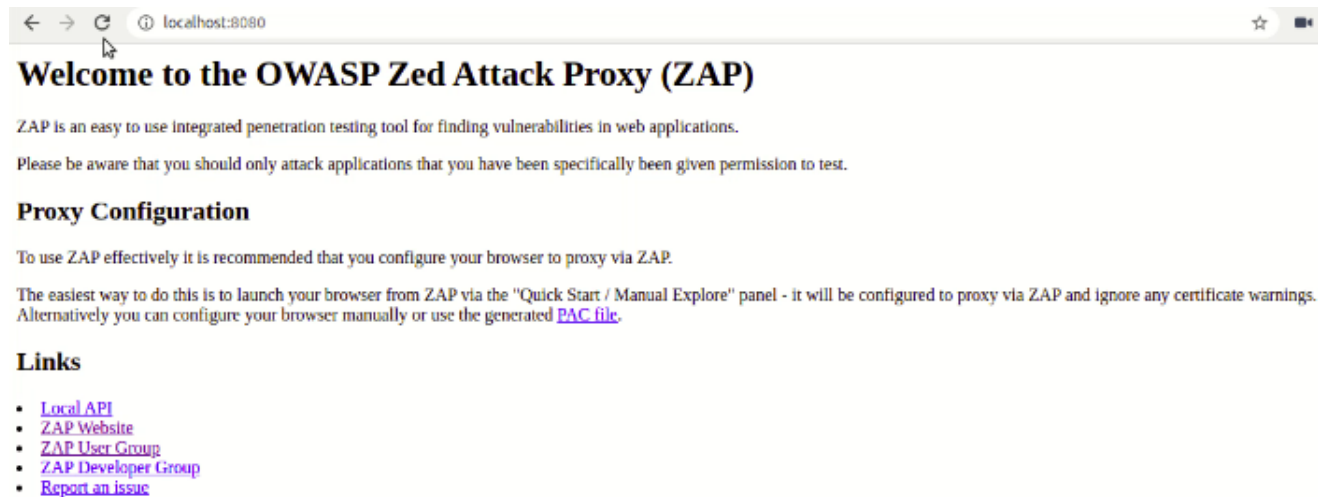 localhost:8080
Welcome to the OWASP Zed Attack Proxy (ZAP)
ZAP is an easy to use integrated penetration testing tool for finding vulnerabilities in web applications.
Please be aware that you should only attack applications that you have been specifically been given permission to test.
Proxy Configuration
To use ZAP effectively it is recommended that you configure your browser to proxy via ZAP.
The easiest way to do this is to launch your browser from ZAP via the "Quick Start / Manual Explore" panel - it will be configured to proxy via ZAP and ignore any certificate warnings.
Alternatively you can configure your browser manually or use the generated PAC file.
Links
• Local API
• ZAP Website
• ZAP User Group
• ZAP Developer Group
• Report an issue